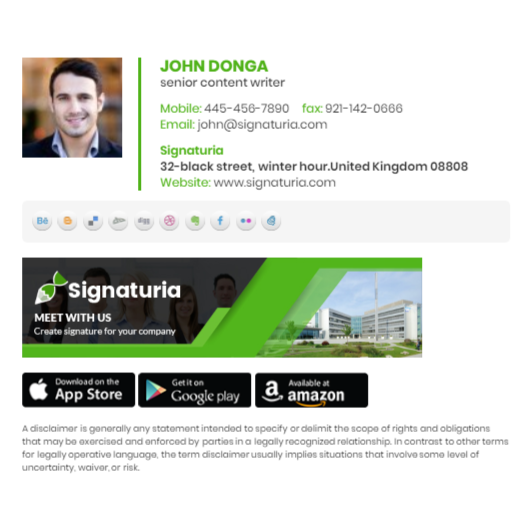 JOHN DONGA
senior content writer
Mobile: 445-456-7890 fax: 921-142-0666
Email: john@signaturia.com
Signaturia
32-black street, winter hour.United Kingdom 08808
Website: www.signaturia.com
Bē
digg
Signaturia
MEET WITH US
Create signature for your company
Download on the
App Store
Get it on
Google play
Available at
amazon
A disclaimer is generally any statement intended to specify or delimit the scope of rights and obligations
that may be exercised and enforced by parties in a legally recognized relationship. In contrast to other terms
for legally operative language, the term disclaimer usually implies situations that involve some level of
uncertainty, waiver, or risk.